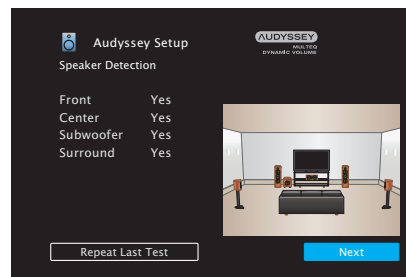 Audyssey Setup
AUDYSSEY
MULTEQ
DYNAMIC VOLUME
Speaker Detection
Front Yes
Center Yes
Subwoofer Yes
Surround Yes
Repeat Last Test
Next